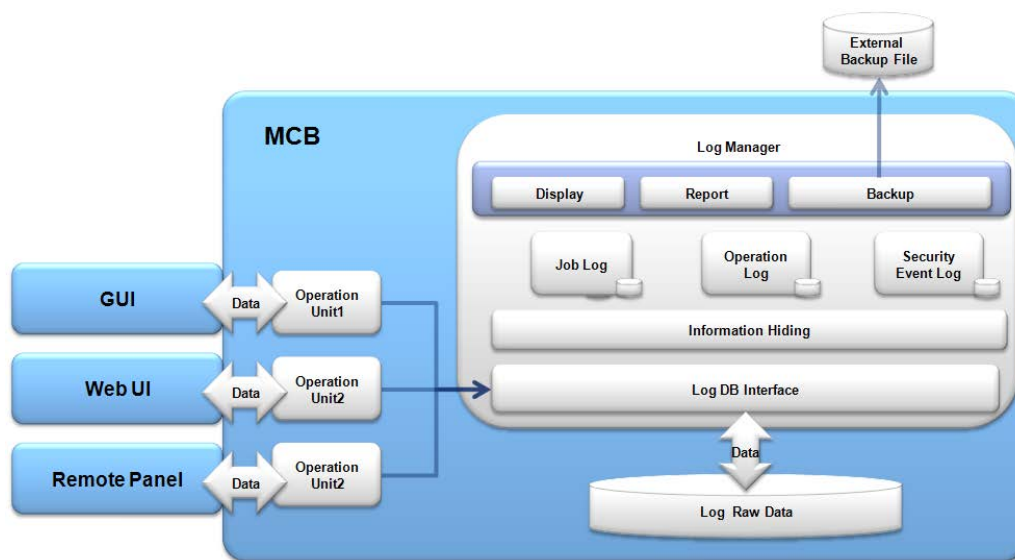 External
Backup File
MCB
Log Manager
Display
Report
Backup
Job Log
Operation
Log
Security
Event Log
GUI
Data
Operation
Unit1
Information Hiding
Web UI
Data
Operation
Unit2
Log DB Interface
Remote Panel
Data
Operation
Unit2
Data
Log Raw Data